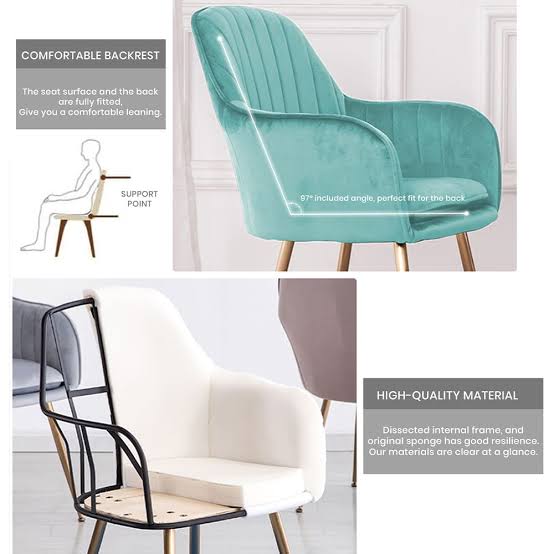 COMFORTABLE BACKREST
The seat surface and the back
are fully fitted,
Give you a comfortable leaning.
SUPPORT
POINT
97° included angle, perfect fit for the back
HIGH-QUALITY MATERIAL
Dissected internal frame, and
original sponge has good resilience.
Our materials are clear at a glance.